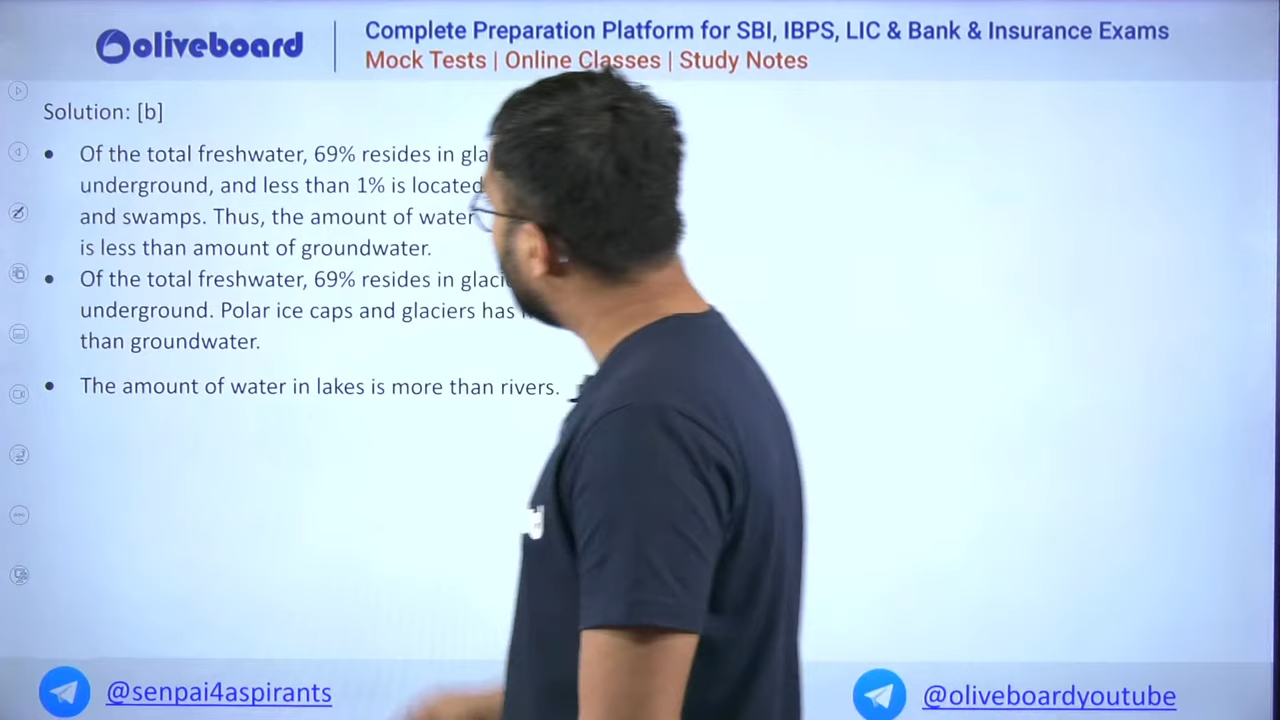 oliveboard
Complete Preparation Platform for SBI, IBPS, LIC & Bank & Insurance Exams
Mock Tests | Online Classes | Study Notes
Solution: [b]
• Of the total freshwater, 69% resides in gla
underground, and less than 1% is located
and swamps. Thus, the amount of water
is less than amount of groundwater.
• Of the total freshwater, 69% resides in glaci
underground. Polar ice caps and glaciers has
than groundwater.
• The amount of water in lakes is more than rivers.
@senpai4aspirants
@oliveboardyoutube